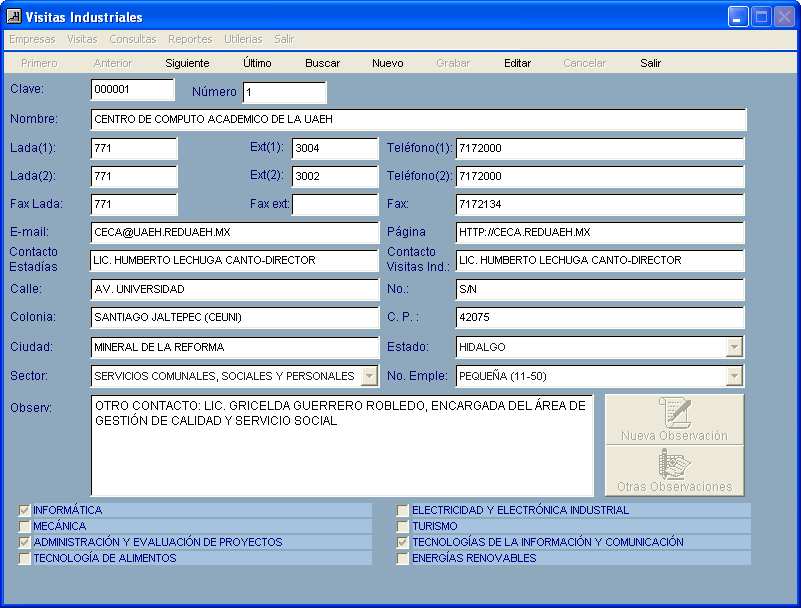 Visitas Industriales
Empresas Visitas Consultas Reportes Utilerias Salir
Primero Anterior Siguiente Último Buscar Nuevo Grabar Editar Cancelar Salir
Clave: 000001 Número 1
Nombre: CENTRO DE COMPUTO ACADEMICO DE LA UAEH
Lada(1): 771 Ext(1): 3004 Teléfono(1): 7172000
Lada(2): 771 Ext(2): 3002 Teléfono(2): 7172000
Fax Lada: 771 Fax ext: Fax: 7172134
E-mail: CECA@UAEH.REDUAEH.MX Página HTTP://CECA.REDUAEH.MX
Contacto Estadías LIC. HUMBERTO LECHUGA CANTO-DIRECTOR Contacto Visitas Ind.: LIC. HUMBERTO LECHUGA CANTO-DIRECTOR
Calle: AV. UNIVERSIDAD No.: S/N
Colonia: SANTIAGO JALTEPEC (CEUNI) C. P. : 42075
Ciudad: MINERAL DE LA REFORMA Estado: HIDALGO
Sector: SERVICIOS COMUNALES, SOCIALES Y PERSONALES No. Emple: PEQUEÑA (11-50)
Observ: OTRO CONTACTO: LIC. GRICELDA GUERRERO ROBLEDO, ENCARGADA DEL ÁREA DE
GESTIÓN DE CALIDAD Y SERVICIO SOCIAL
Nueva Observación
Otras Observaciones
INFORMÁTICA ELECTRICIDAD Y ELECTRÓNICA INDUSTRIAL
MECÁNICA TURISMO
ADMINISTRACIÓN Y EVALUACIÓN DE PROYECTOS TECNOLOGÍAS DE LA INFORMACIÓN Y COMUNICACIÓN
TECNOLOGÍA DE ALIMENTOS ENERGÍAS RENOVABLES